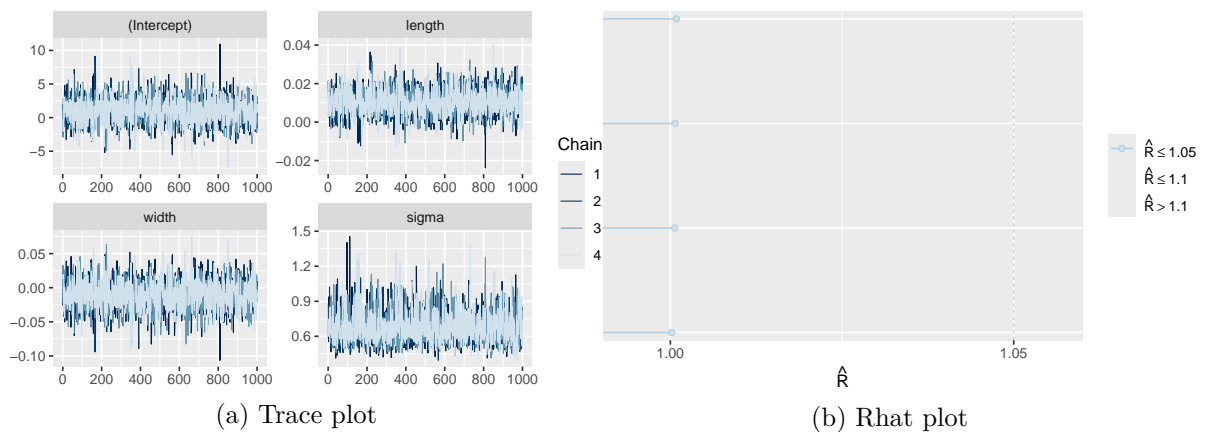 (Intercept)
length
10
5
0
−5
0.04
0.02
0.00
−0.02
0 200 400 600 800 1000
0 200 400 600 800 1000
width
sigma
0.05
0.00
−0.05
−0.10
1.5
1.2
0.9
0.6
0 200 400 600 800 1000
0 200 400 600 800 1000
Chain
1
2
3
4
(a) Trace plot
1.00 1.05
R̂
R̂ ≤ 1.05
R̂ ≤ 1.1
R̂ > 1.1
(b) Rhat plot